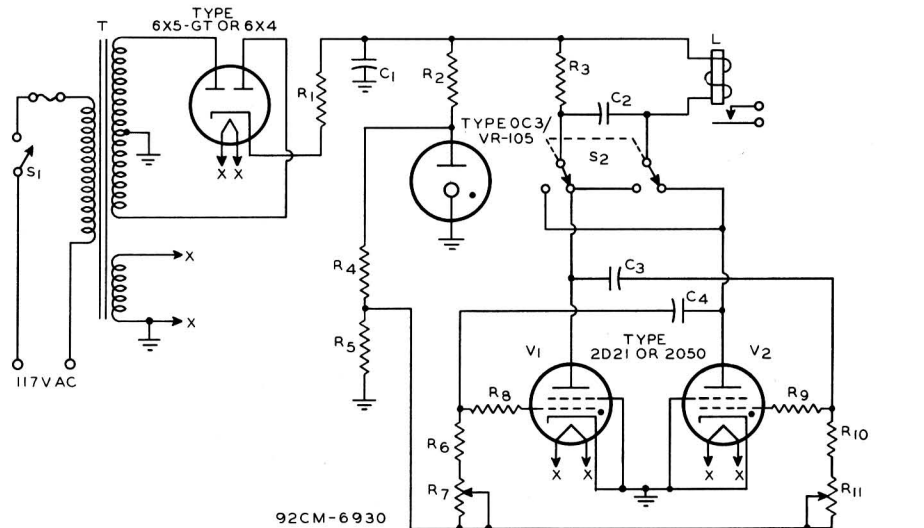 TYPE
6X5-GT OR 6X4
T
L
R1
C1
R2
R3
C2
TYPE OC3/
VR-105
S2
S1
X X
X
R4
C3
C4
X
R5
TYPE
2D21 OR 2050
V1
V2
117V AC
R8
R9
R6
R10
X X
X X
R7
R11
92CM-6930